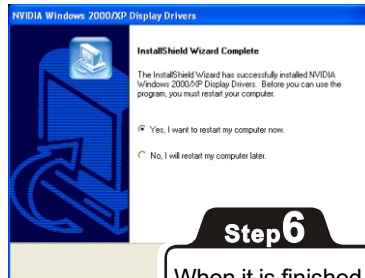 NVIDIA Windows 2000/XP Display Drivers
InstallShield Wizard Complete
The InstallShield Wizard has successfully installed NVIDIA
Windows 2000/XP Display Drivers. Before you can use the
program, you must restart your computer.
Yes, I want to restart my computer now.
No, I will restart my computer later.
Step6
When it is finished